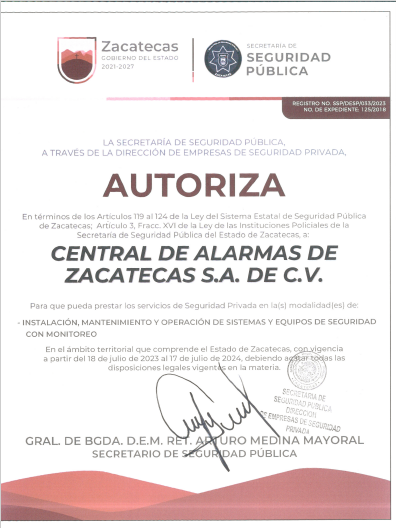 Zacatecas
GOBIERNO DEL ESTADO
2021-2027
SECRETARÍA DE
SEGURIDAD
PÚBLICA
REGISTRO NO. SSP/DESP/033/2023
NO. DE EXPEDIENTE: 125/2018
LA SECRETARÍA DE SEGURIDAD PÚBLICA,
A TRAVÉS DE LA DIRECCIÓN DE EMPRESAS DE SEGURIDAD PRIVADA,
AUTORIZA
En términos de los Artículos 119 al 124 de la Ley del Sistema Estatal de Seguridad Pública
de Zacatecas; Artículo 3, Fracc. XVI de la Ley de las Instituciones Policiales de la
Secretaría de Seguridad Pública del Estado de Zacatecas, a:
CENTRAL DE ALARMAS DE
ZACATECAS S.A. DE C.V.
Para que pueda prestar los servicios de Seguridad Privada en la(s) modalidad(es) de:
- INSTALACIÓN, MANTENIMIENTO Y OPERACIÓN DE SISTEMAS Y EQUIPOS DE SEGURIDAD
CON MONITOREO
En el ámbito territorial que comprende el Estado de Zacatecas, con vigencia
a partir del 18 de julio de 2023 al 17 de julio de 2024, debiendo acatar todas las
disposiciones legales vigentes en la materia.
SECRETARIA DE
SEGURIDAD PÚBLICA
DIRECCIÓN
DE EMPRESAS DE SEGURIDAD
PRIVADA
GRAL. DE BGDA. D.E.M. RET. ARTURO MEDINA MAYORAL
SECRETARIO DE SEGURIDAD PÚBLICA